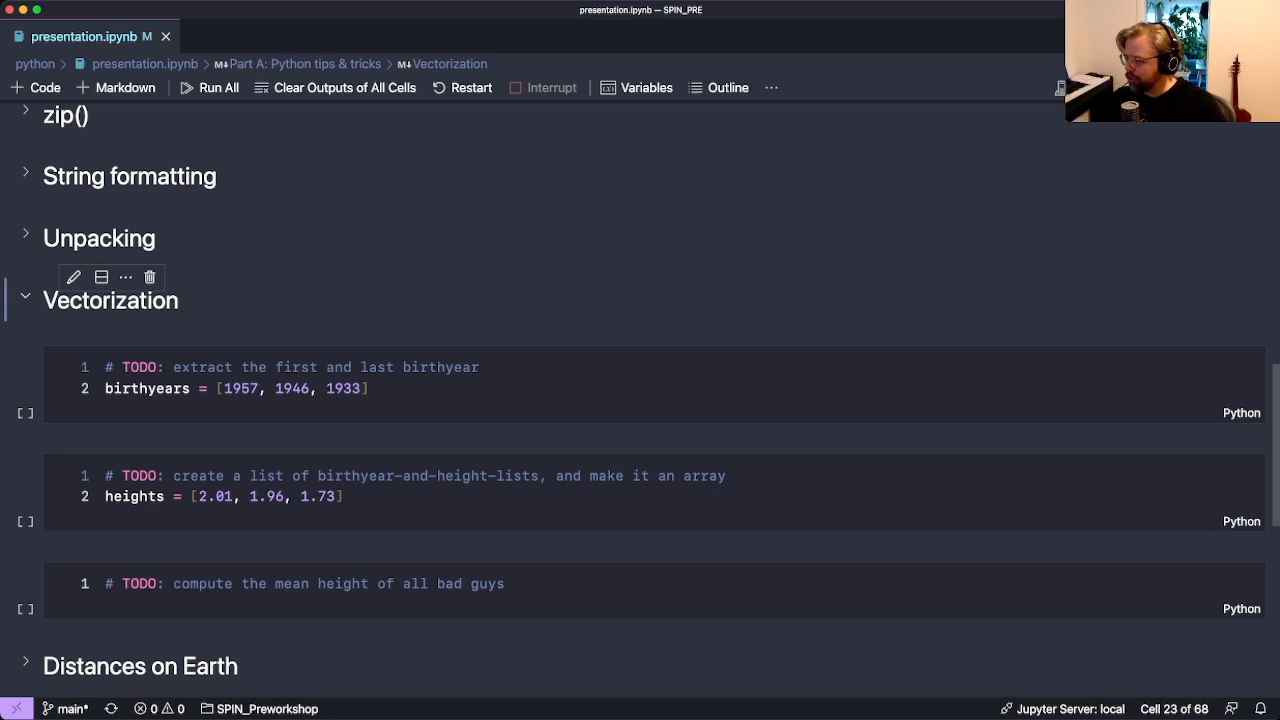 presentation.ipynb — SPIN_PRE
presentation.ipynb M
python > presentation.ipynb > Part A: Python tips & tricks > Vectorization
+ Code + Markdown Run All Clear Outputs of All Cells Restart Interrupt Variables Outline ...
zip()
String formatting
Unpacking
Vectorization
1 # TODO: extract the first and last birthyear
2 birthyears = [1957, 1946, 1933]
[ ] Python
1 # TODO: create a list of birthyear-and-height-lists, and make it an array
2 heights = [2.01, 1.96, 1.73]
[ ] Python
1 # TODO: compute the mean height of all bad guys
[ ] Python
Distances on Earth
main* 0 0 SPIN_Preworkshop Jupyter Server: local Cell 23 of 68